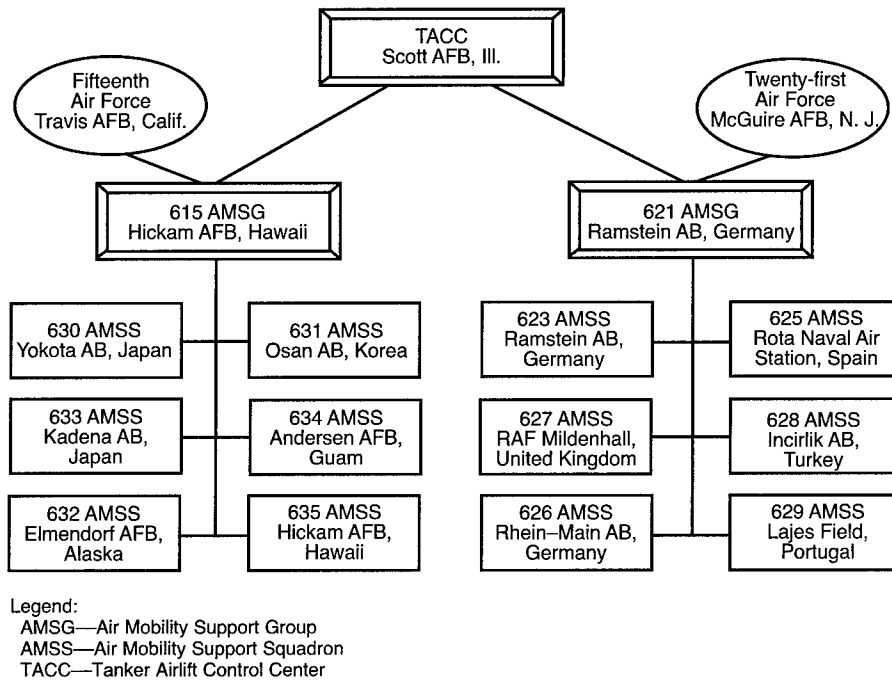 TACC
Scott AFB, Ill.
Fifteenth
Air Force
Travis AFB, Calif.
Twenty-first
Air Force
McGuire AFB, N. J.
615 AMSG
Hickam AFB, Hawaii
621 AMSG
Ramstein AB, Germany
630 AMSS
Yokota AB, Japan
631 AMSS
Osan AB, Korea
633 AMSS
Kadena AB,
Japan
634 AMSS
Andersen AFB,
Guam
632 AMSS
Elmendorf AFB,
Alaska
635 AMSS
Hickam AFB,
Hawaii
623 AMSS
Ramstein AB,
Germany
625 AMSS
Rota Naval Air
Station, Spain
627 AMSS
RAF Mildenhall,
United Kingdom
628 AMSS
Incirlik AB,
Turkey
626 AMSS
Rhein–Main AB,
Germany
629 AMSS
Lajes Field,
Portugal
Legend:
AMSG—Air Mobility Support Group
AMSS—Air Mobility Support Squadron
TACC—Tanker Airlift Control Center